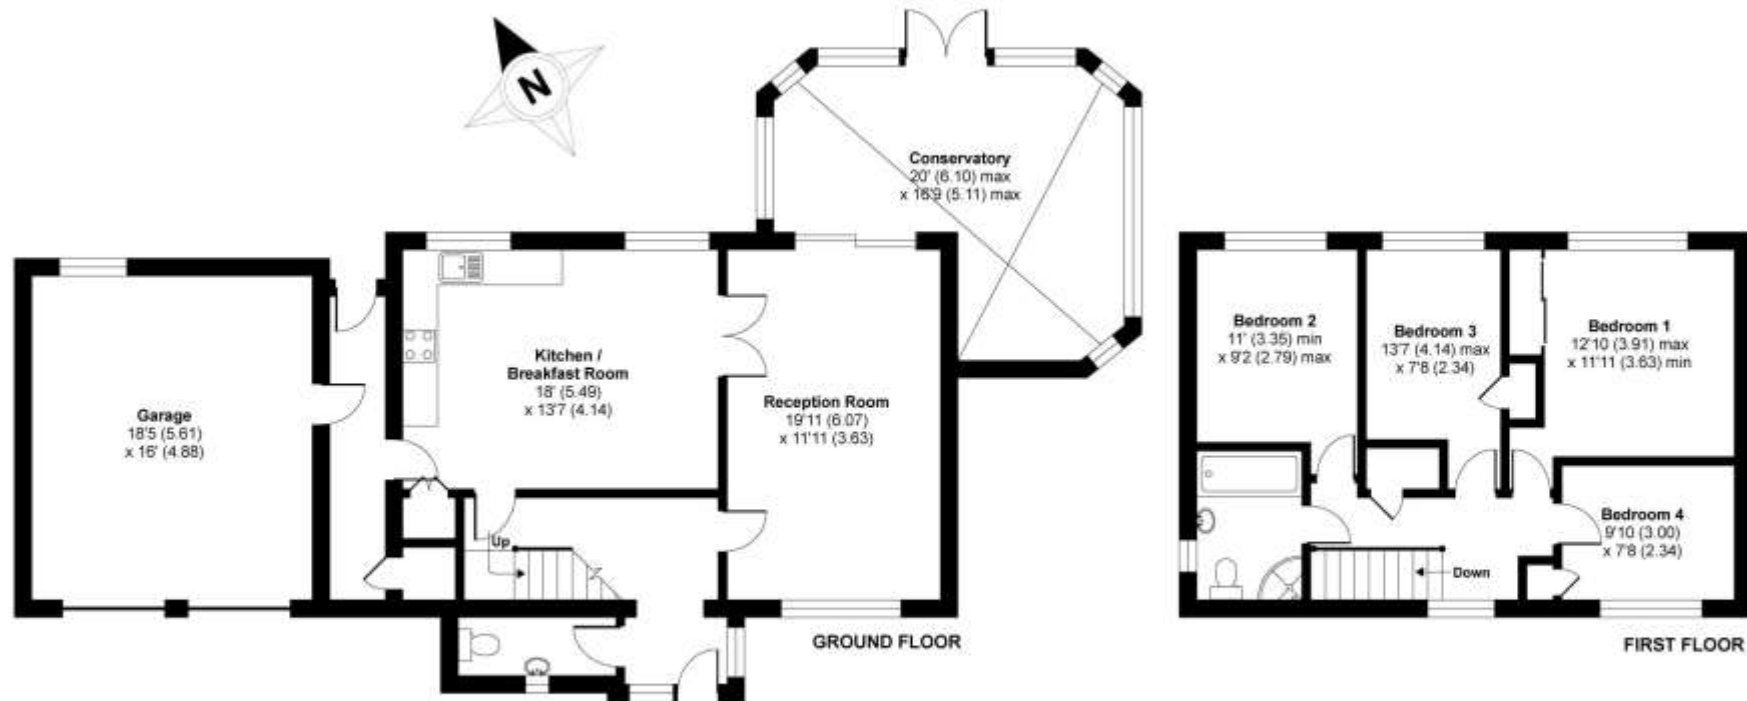 N
Conservatory
20' (6.10) max
x 16'9 (5.11) max
Kitchen /
Breakfast Room
18' (5.49)
x 13'7 (4.14)
Reception Room
19'11 (6.07)
x 11'11 (3.63)
Garage
18'5 (5.61)
x 16' (4.88)
Up
GROUND FLOOR
Bedroom 2
11' (3.35) min
x 9'2 (2.79) max
Bedroom 3
13'7 (4.14) max
x 7'8 (2.34)
Bedroom 1
12'10 (3.91) max
x 11'11 (3.63) min
Bedroom 4
9'10 (3.00)
x 7'8 (2.34)
Down
FIRST FLOOR